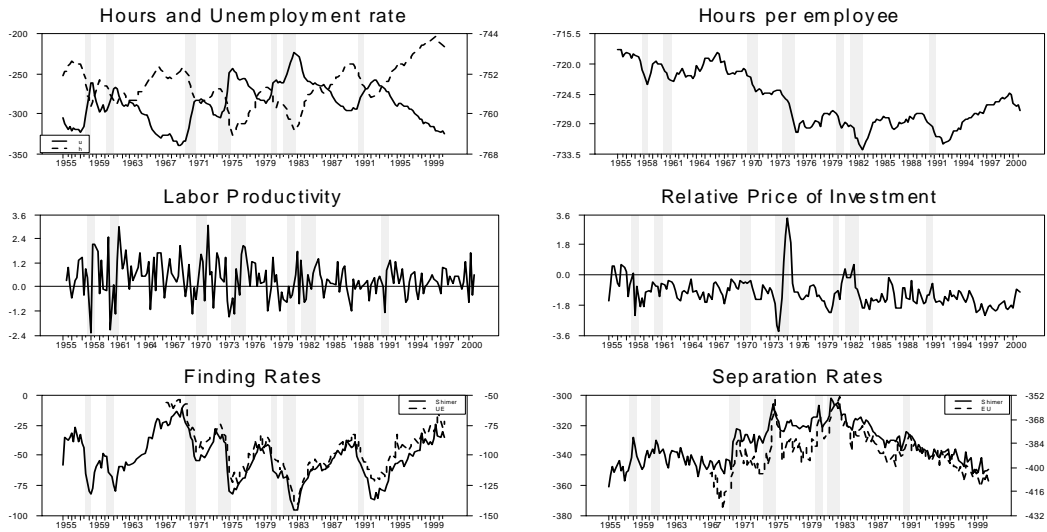 Hours and Unemployment rate
-200
-250
-300
-350
-744
-752
-760
-768
u
h
1955 1959 1963 1967 1971 1975 1979 1983 1987 1991 1995 1999
Hours per employee
-715.5
-720.0
-724.5
-729.0
-733.5
1955 1958 1961 1964 1967 1970 1973 1976 1979 1982 1985 1988 1991 1994 1997 2000
Labor Productivity
3.6
2.4
1.2
0.0
-1.2
-2.4
1955 1958 1961 1964 1967 1970 1973 1976 1979 1982 1985 1988 1991 1994 1997 2000
Relative Price of Investment
3.6
1.8
0.0
-1.8
-3.6
1955 1958 1961 1964 1967 1970 1973 1976 1979 1982 1985 1988 1991 1994 1997 2000
Finding Rates
0
-25
-50
-75
-100
-50
-75
-100
-125
-150
Shimer
UE
1955 1959 1963 1967 1971 1975 1979 1983 1987 1991 1995 1999
Separation Rates
-300
-320
-340
-360
-380
-352
-368
-384
-400
-416
-432
Shimer
EU
1955 1959 1963 1967 1971 1975 1979 1983 1987 1991 1995 1999